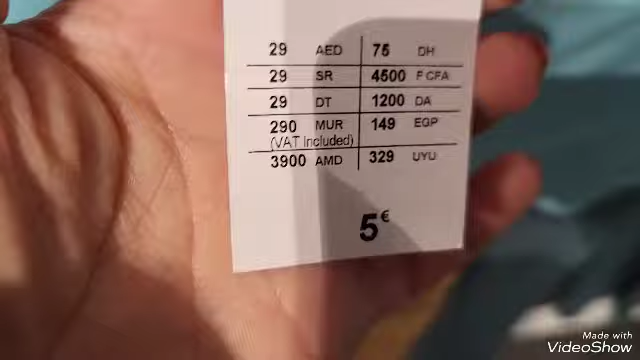 29 AED 75 DH
29 SR 4500 F CFA
29 DT 1200 DA
290 MUR 149 EGP
(VAT Included)
3900 AMD 329 UYU
5€
Made with
VideoShow